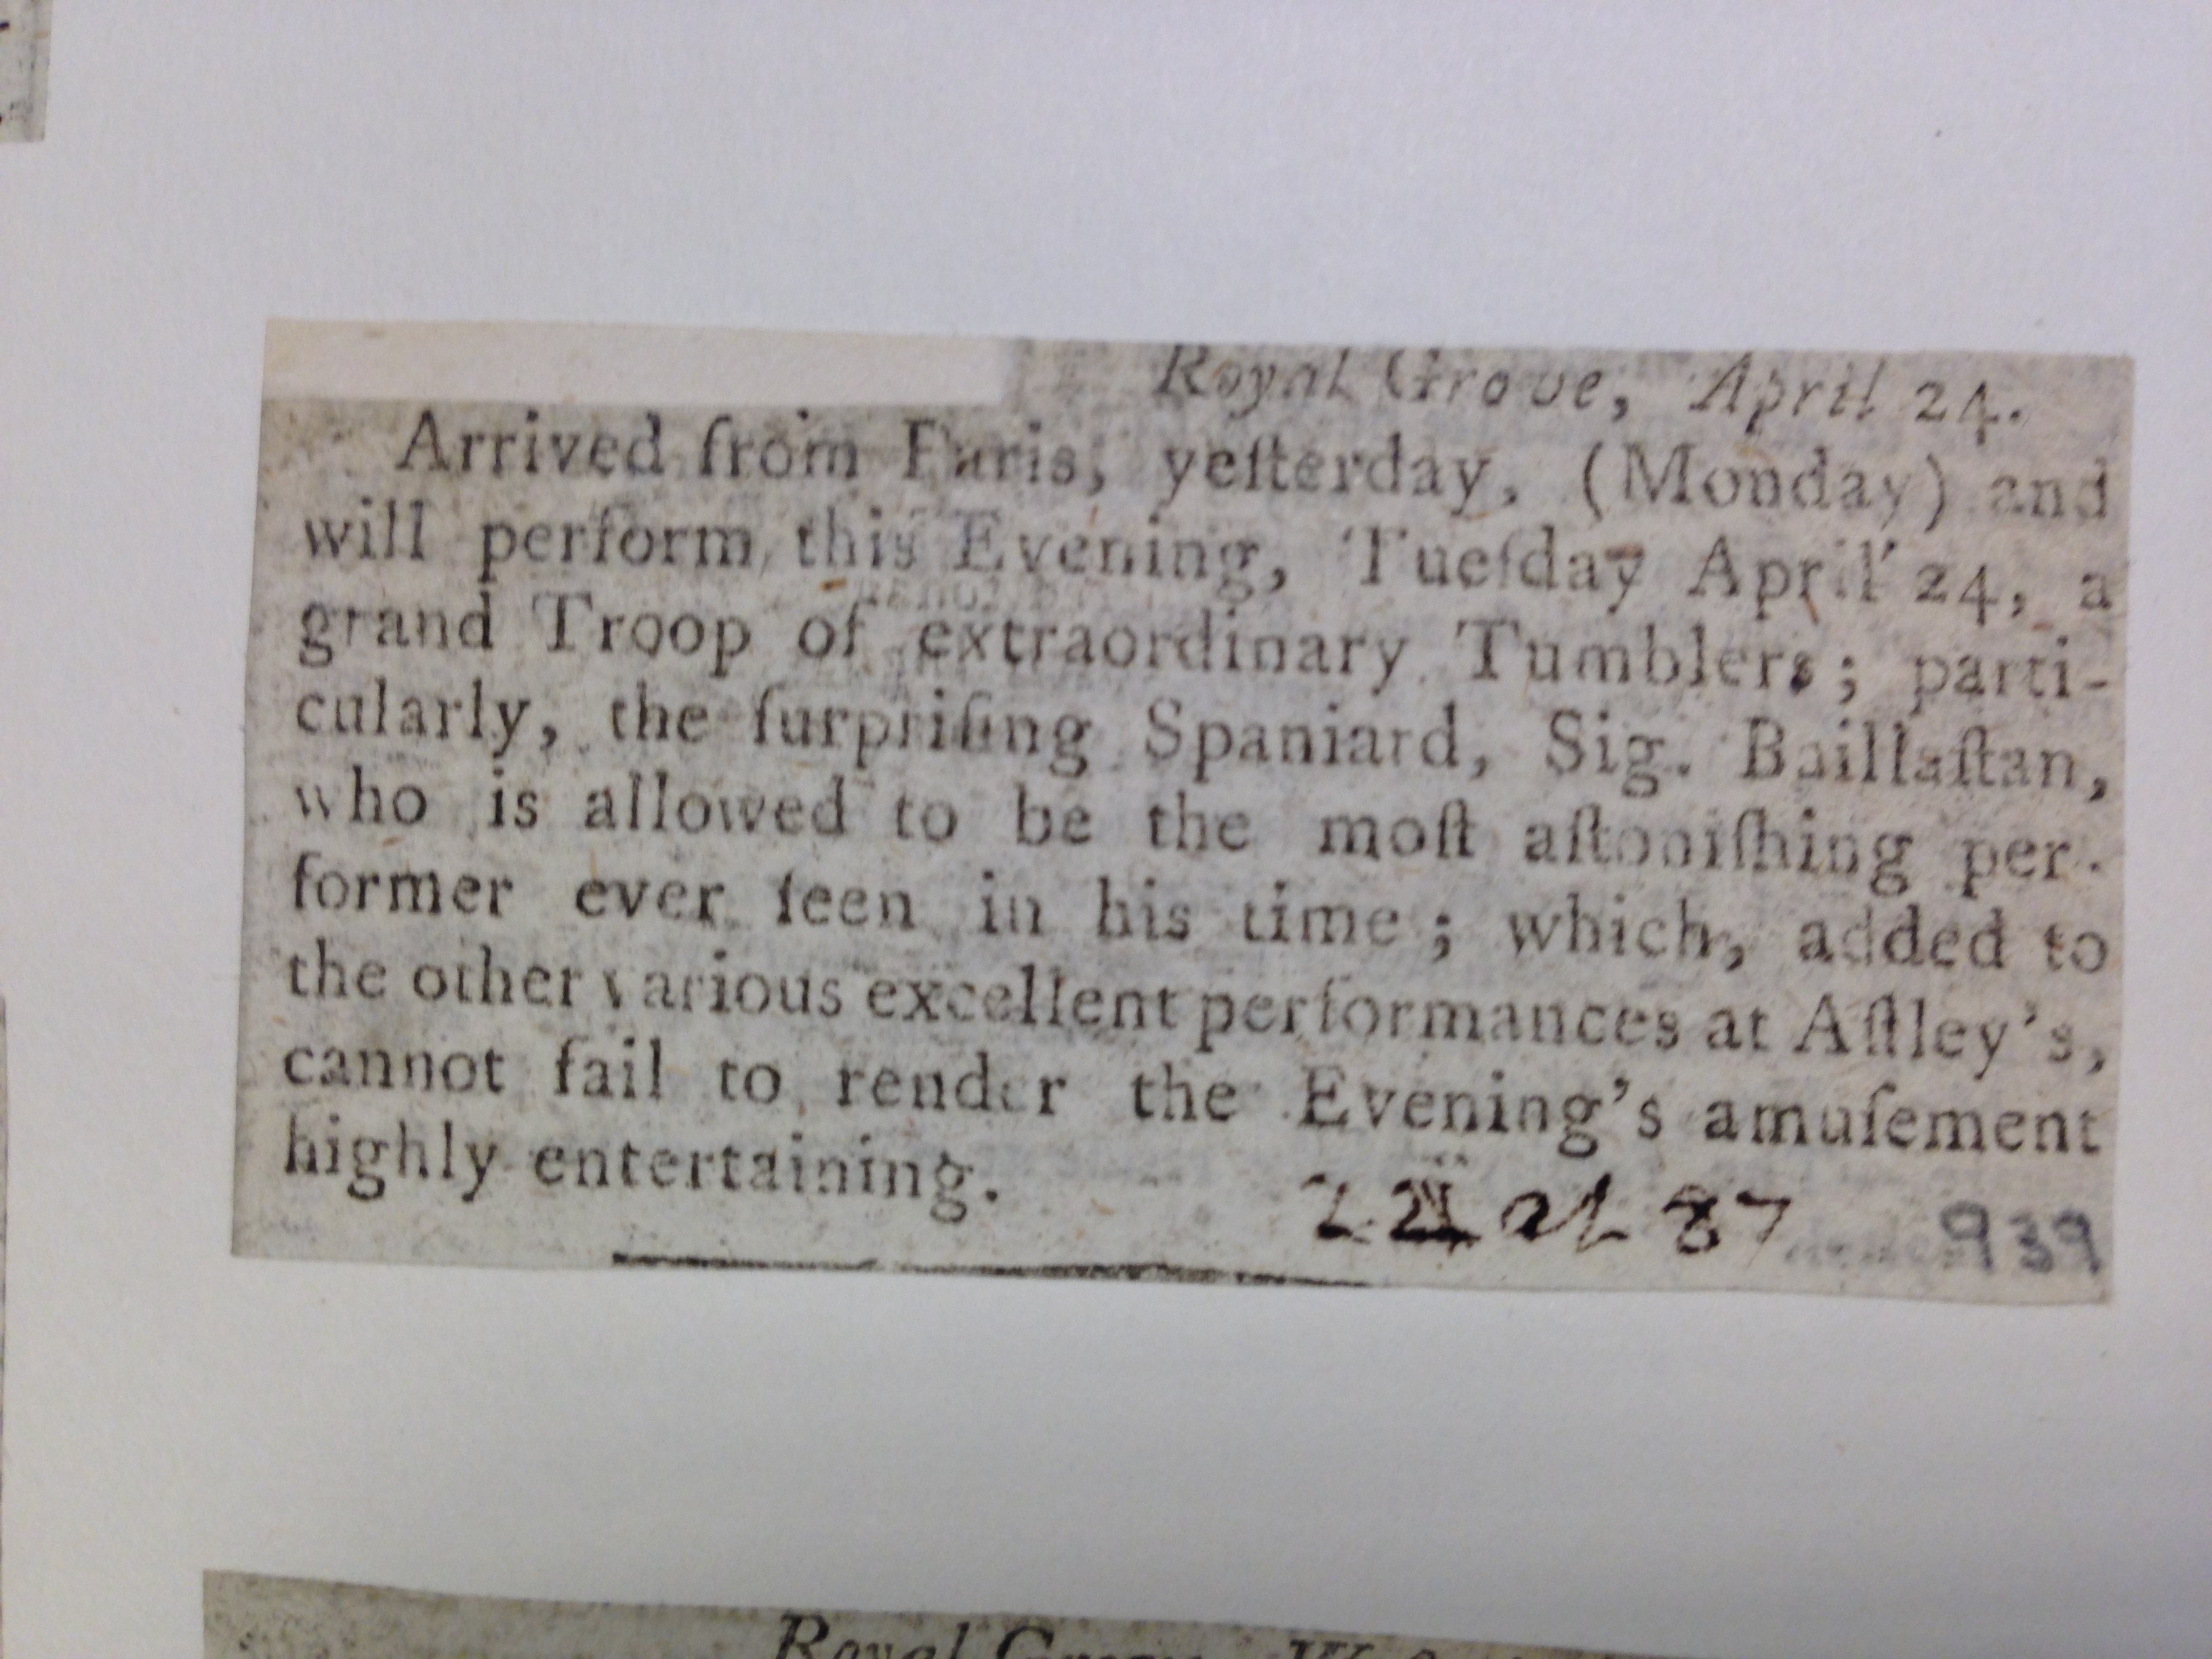 Royal Grove, April 24.
Arrived from Paris, yeſterday, (Monday) and
will perform this Evening, Tueſday April 24, a
grand Troop of extraordinary Tumblers; parti-
cularly, the ſurpriſing Spaniard, Sig. Baillaſtan,
who is allowed to be the moſt aſtoniſhing per-
former ever ſeen in his time; which, added to
the other various excellent performances at Aſtley's,
cannot fail to render the Evening's amuſement
highly entertaining.
87
939
Royal